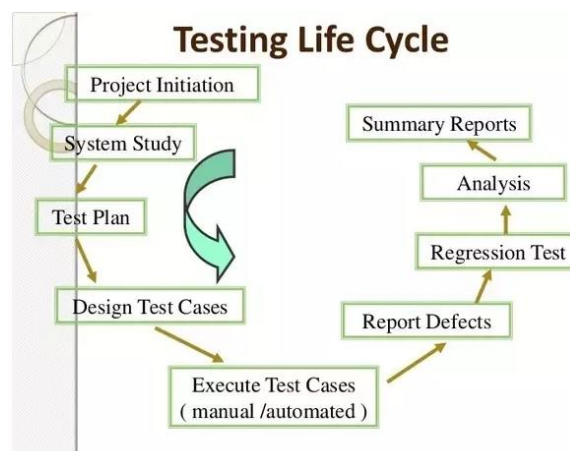 Testing Life Cycle
Project Initiation
System Study
Test Plan
Design Test Cases
Execute Test Cases
( manual /automated )
Report Defects
Regression Test
Analysis
Summary Reports